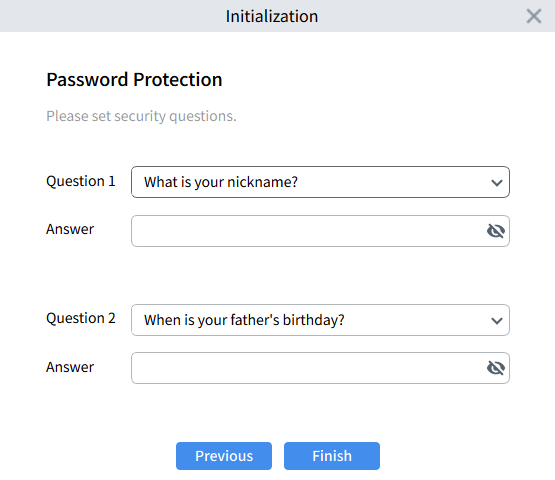 Initialization
Password Protection
Please set security questions.
Question 1 What is your nickname?
Answer
Question 2 When is your father's birthday?
Answer
Previous Finish